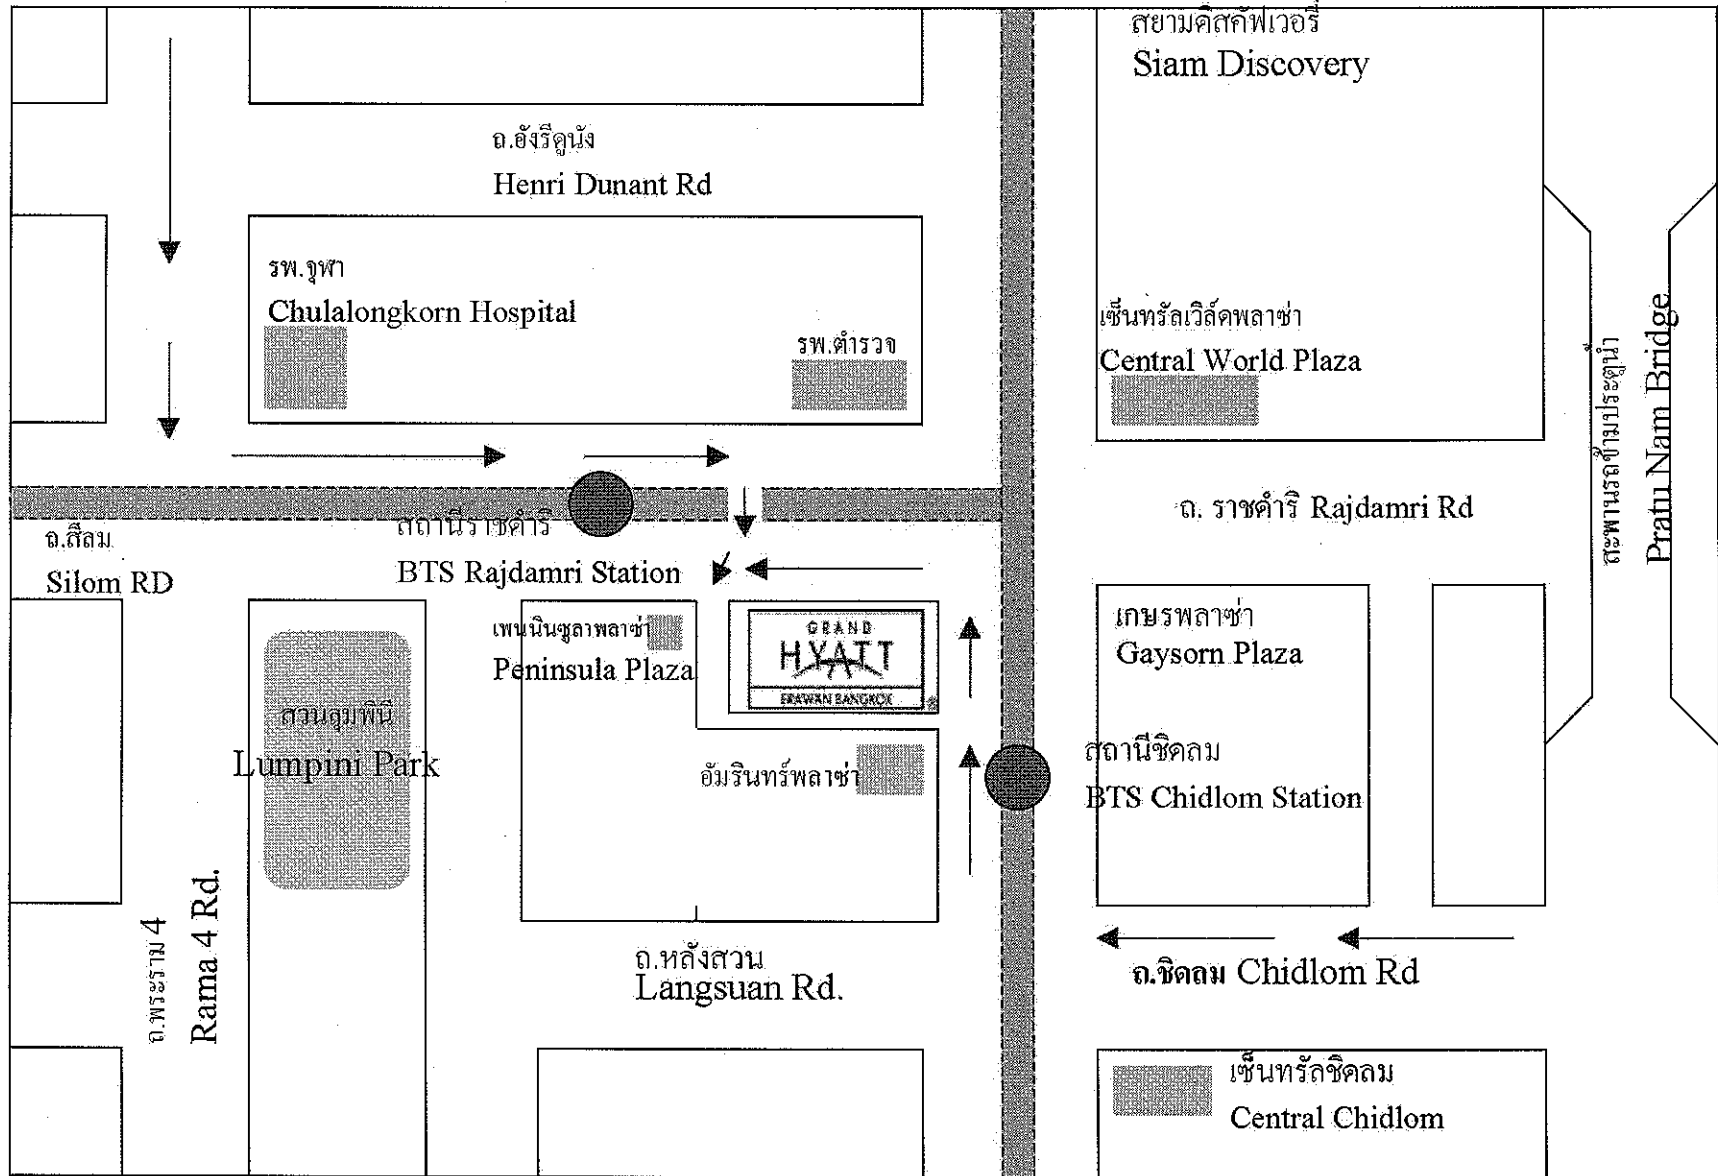 สยามดิสคัฟเวอรี่
Siam Discovery
ถ.อังรีดูนัง
Henri Dunant Rd
รพ.จุฬา
Chulalongkorn Hospital
รพ.ตำรวจ
เซ็นทรัลเวิล์ดพลาซ่า
Central World Plaza
สะพานรถข้ามประตูน้ำ
Pratu Nam Bridge
ถ.สีลม
Silom RD
สถานีราชดำริ
BTS Rajdamri Station
ถ. ราชดำริ Rajdamri Rd
เพนนินซูลาพลาซ่า
Peninsula Plaza
GRAND
HYATT
ERAWAN BANGKOK
เกษรพลาซ่า
Gaysorn Plaza
สวนลุมพินี
Lumpini Park
อัมรินทร์พลาซ่า
สถานีชิดลม
BTS Chidlom Station
ถ.พระราม 4
Rama 4 Rd.
ถ.หลังสวน
Langsuan Rd.
ถ.ชิดลม Chidlom Rd
เซ็นทรัลชิดลม
Central Chidlom